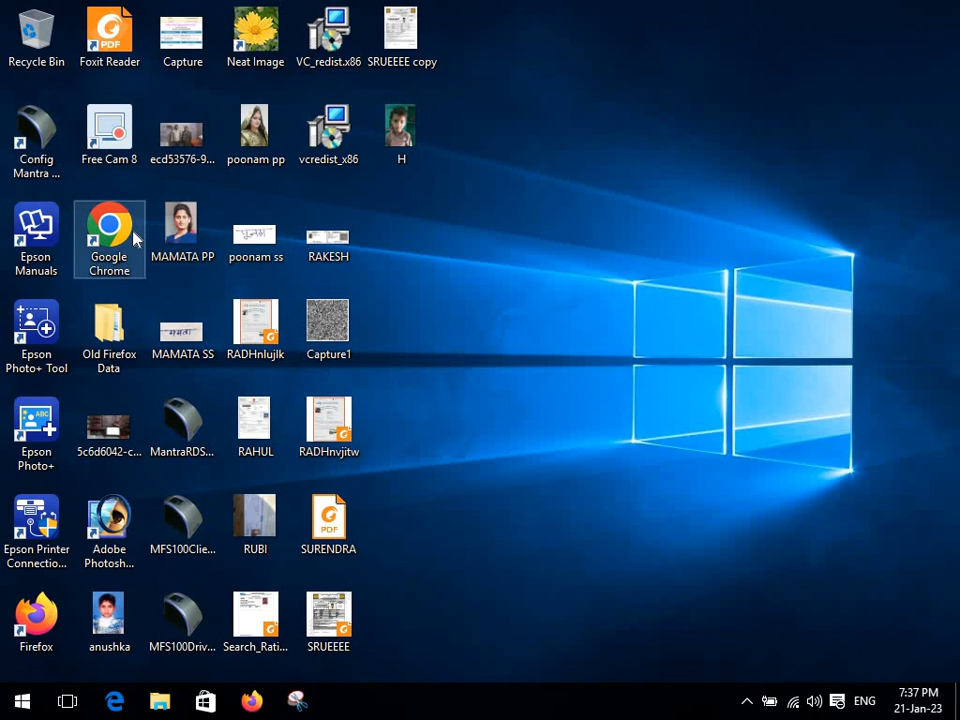 Recycle Bin
Foxit Reader
Capture
Neat Image
VC_redist.x86
SRUEEEE copy
Config
Mantra ...
Free Cam 8
ecd53576-9...
poonam pp
vcredist_x86
H
Epson
Manuals
Google
Chrome
MAMATA PP
poonam ss
RAKESH
Epson
Photo+ Tool
Old Firefox
Data
MAMATA SS
RADHnlujlk
Capture1
Epson
Photo+
5c6d6042-c...
MantraRDS...
RAHUL
RADHnvjitw
Epson Printer
Connectio...
Adobe
Photosh...
MFS100Clie...
RUBI
SURENDRA
Firefox
anushka
MFS100Driv...
Search_Rati...
SRUEEEE
ENG
7:37 PM
21-Jan-23